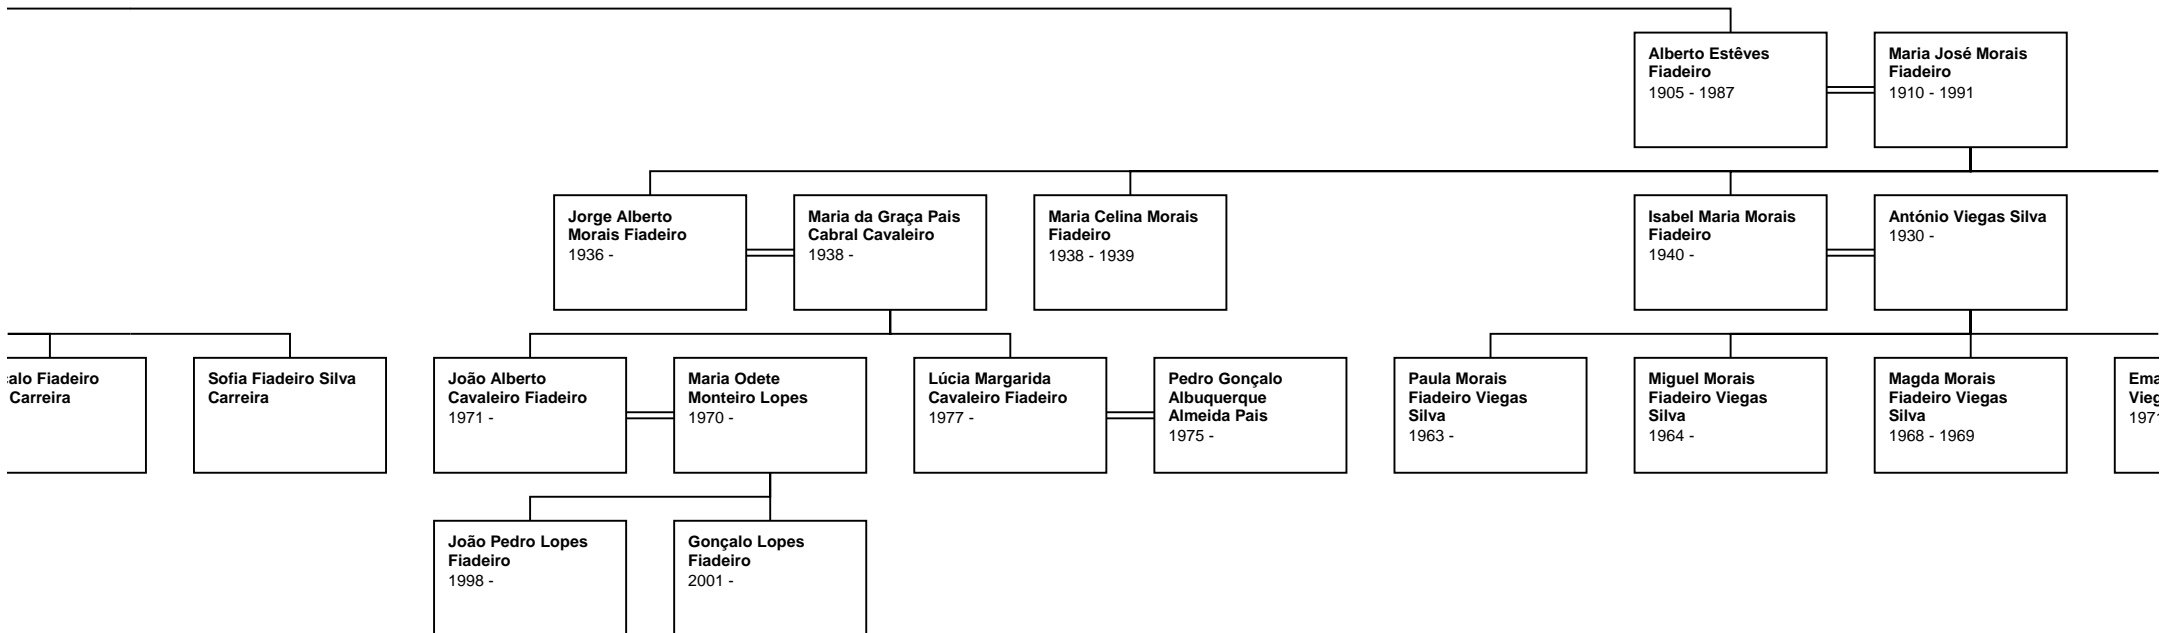 Alberto Estêves
Fiadeiro
1905 - 1987
Maria José Morais
Fiadeiro
1910 - 1991
Jorge Alberto
Morais Fiadeiro
1936 -
Maria da Graça Pais
Cabral Cavaleiro
1938 -
Maria Celina Morais
Fiadeiro
1938 - 1939
Isabel Maria Morais
Fiadeiro
1940 -
António Viegas Silva
1930 -
Fiadeiro
Carreira
Sofia Fiadeiro Silva
Carreira
João Alberto
Cavaleiro Fiadeiro
1971 -
Maria Odete
Monteiro Lopes
1970 -
Lúcia Margarida
Cavaleiro Fiadeiro
1977 -
Pedro Gonçalo
Albuquerque
Almeida Pais
1975 -
Paula Morais
Fiadeiro Viegas
Silva
1963 -
Miguel Morais
Fiadeiro Viegas
Silva
1964 -
Magda Morais
Fiadeiro Viegas
Silva
1968 - 1969
João Pedro Lopes
Fiadeiro
1998 -
Gonçalo Lopes
Fiadeiro
2001 -